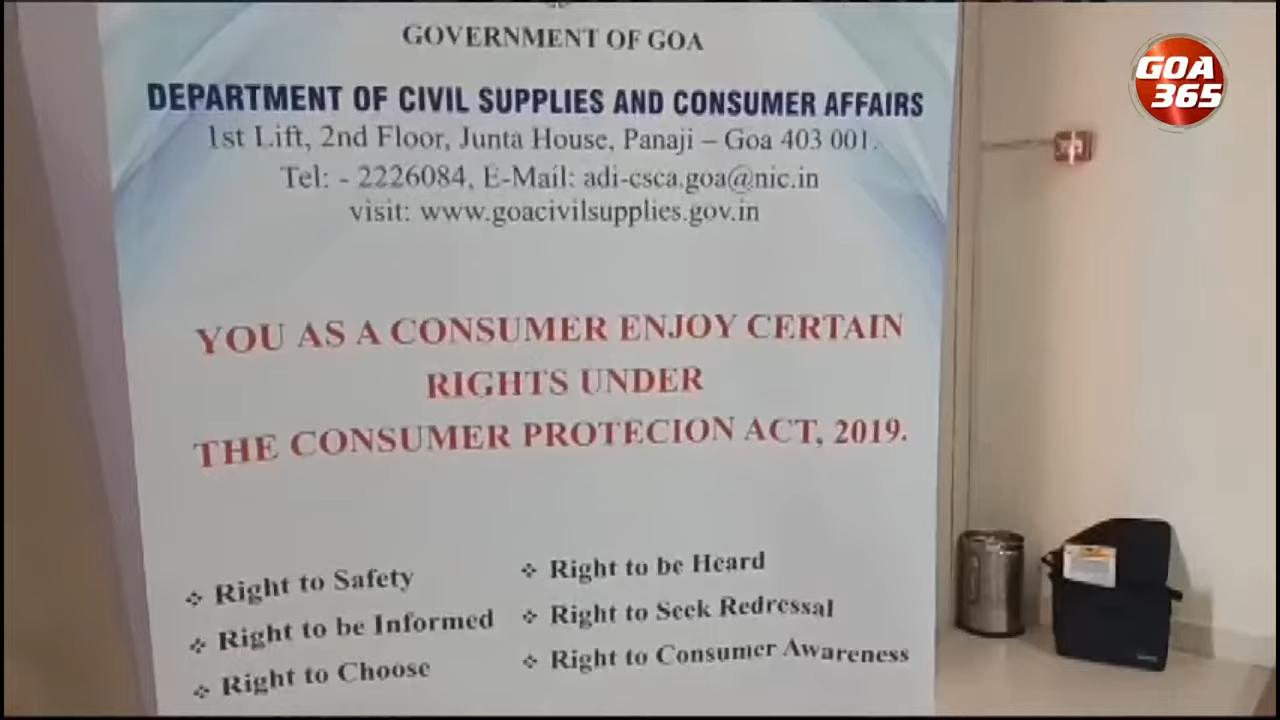 GOVERNMENT OF GOA
DEPARTMENT OF CIVIL SUPPLIES AND CONSUMER AFFAIRS
1st Lift, 2nd Floor, Junta House, Panaji – Goa 403 001.
Tel: - 2226084, E-Mail: adi-csca.goa@nic.in
visit: www.goacivilsupplies.gov.in
YOU AS A CONSUMER ENJOY CERTAIN
RIGHTS UNDER
THE CONSUMER PROTECION ACT, 2019.
❖ Right to Safety
❖ Right to be Informed
❖ Right to Choose
❖ Right to be Heard
❖ Right to Seek Redressal
❖ Right to Consumer Awareness
GOA
365